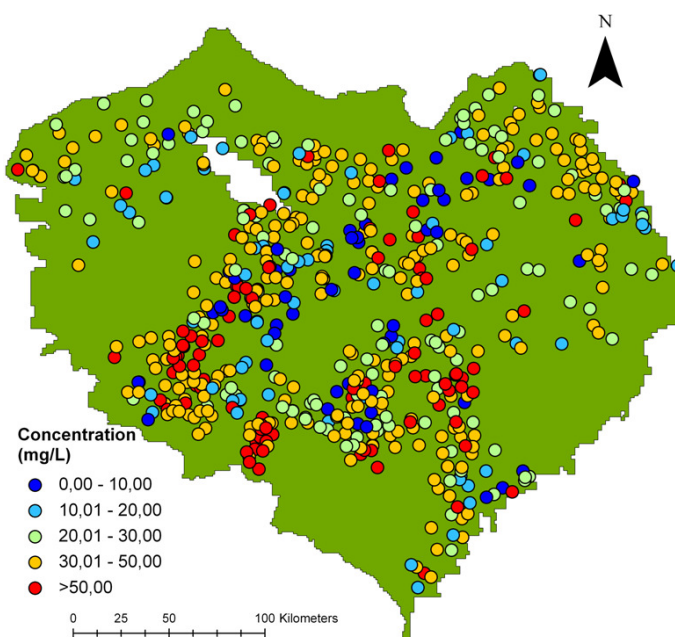 N
Concentration
(mg/L)
0,00 - 10,00
10,01 - 20,00
20,01 - 30,00
30,01 - 50,00
>50,00
0 25 50 100 Kilometers